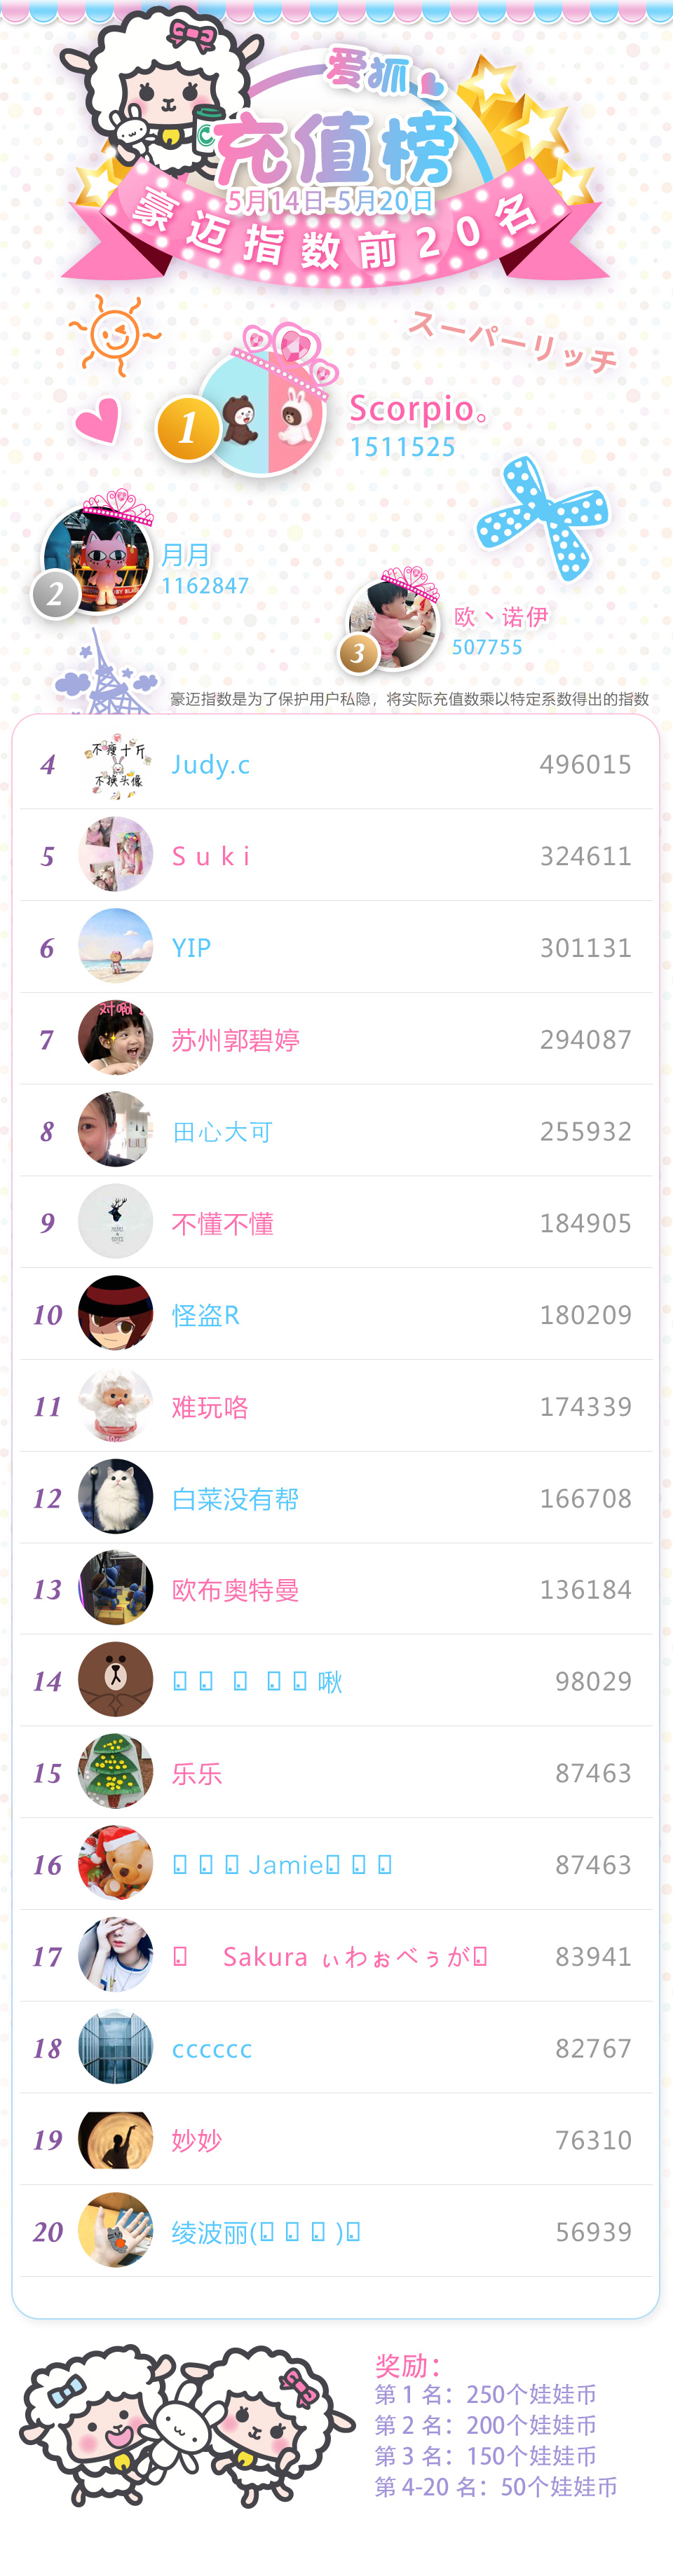 爱抓
充值榜
5月14日-5月20日
豪迈指数前20名
スーパーリッチ
1
Scorpio。
1511525
2
月月
1162847
3
欧丶诺伊
507755
豪迈指数是为了保护用户私隐，将实际充值数乘以特定系数得出的指数
不瘦十斤
不换头像
4 Judy.c 496015
5 S u k i 324611
6 YIP 301131
对啊
7 苏州郭碧婷 294087
8 田心大可 255932
9 不懂不懂 184905
10 怪盗R 180209
11 难玩咯 174339
12 白菜没有帮 166708
13 欧布奥特曼 136184
14 啾 98029
15 乐乐 87463
16 Jamie 87463
17 Sakura ぃわぉべぅが 83941
18 cccccc 82767
19 妙妙 76310
20 绫波丽( ) 56939
奖励：
第 1 名：250个娃娃币
第 2 名：200个娃娃币
第 3 名：150个娃娃币
第 4-20 名：50个娃娃币